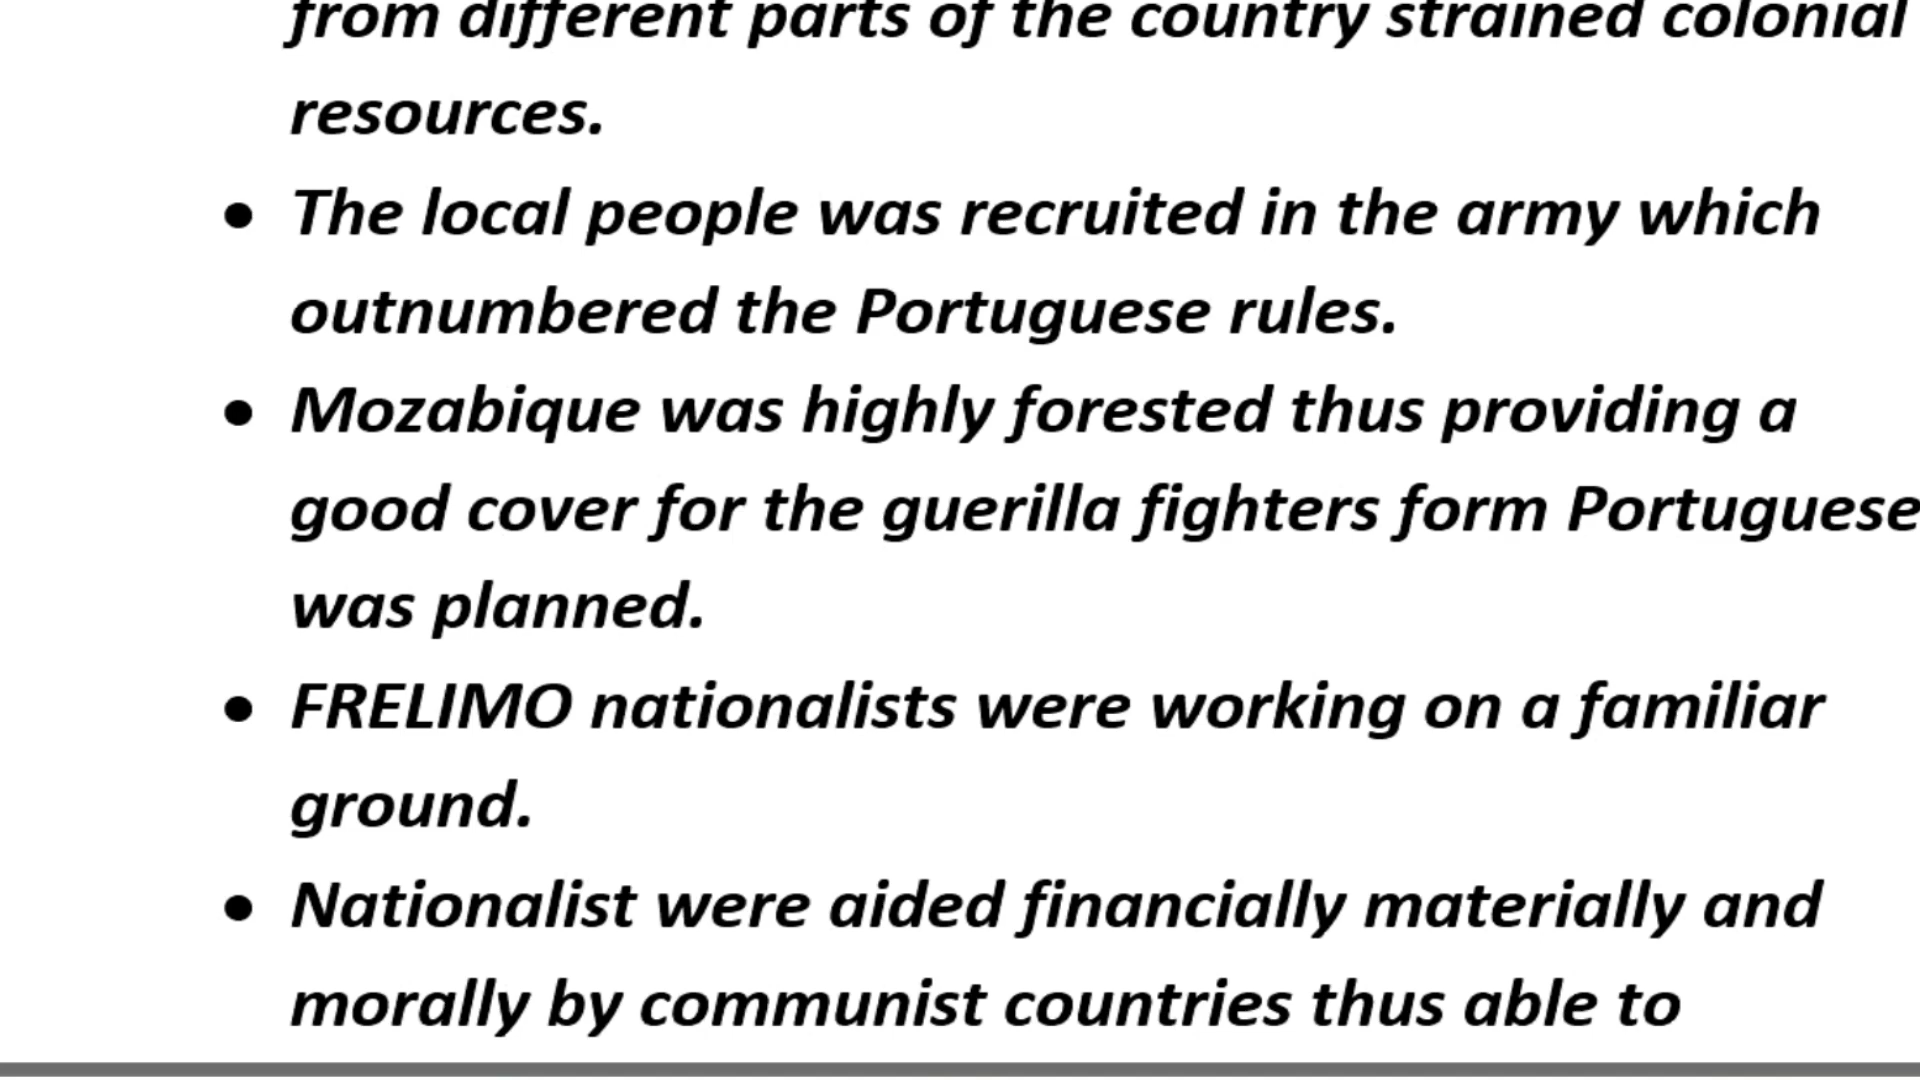 from different parts of the country strained colonial
resources.
• The local people was recruited in the army which
outnumbered the Portuguese rules.
• Mozabique was highly forested thus providing a
good cover for the guerilla fighters form Portuguese
was planned.
• FRELIMO nationalists were working on a familiar
ground.
• Nationalist were aided financially materially and
morally by communist countries thus able to